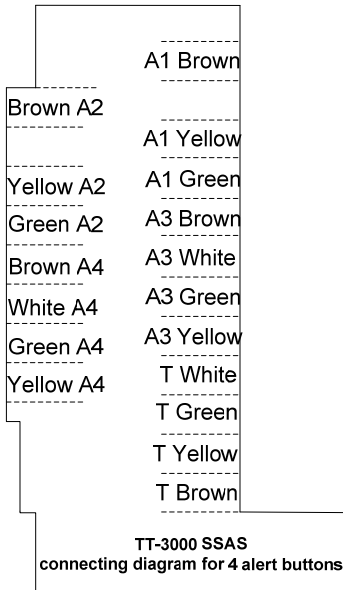 Brown A2
Yellow A2
Green A2
Brown A4
White A4
Green A4
Yellow A4
A1 Brown
A1 Yellow
A1 Green
A3 Brown
A3 White
A3 Green
A3 Yellow
T White
T Green
T Yellow
T Brown
TT-3000 SSAS
connecting diagram for 4 alert buttons